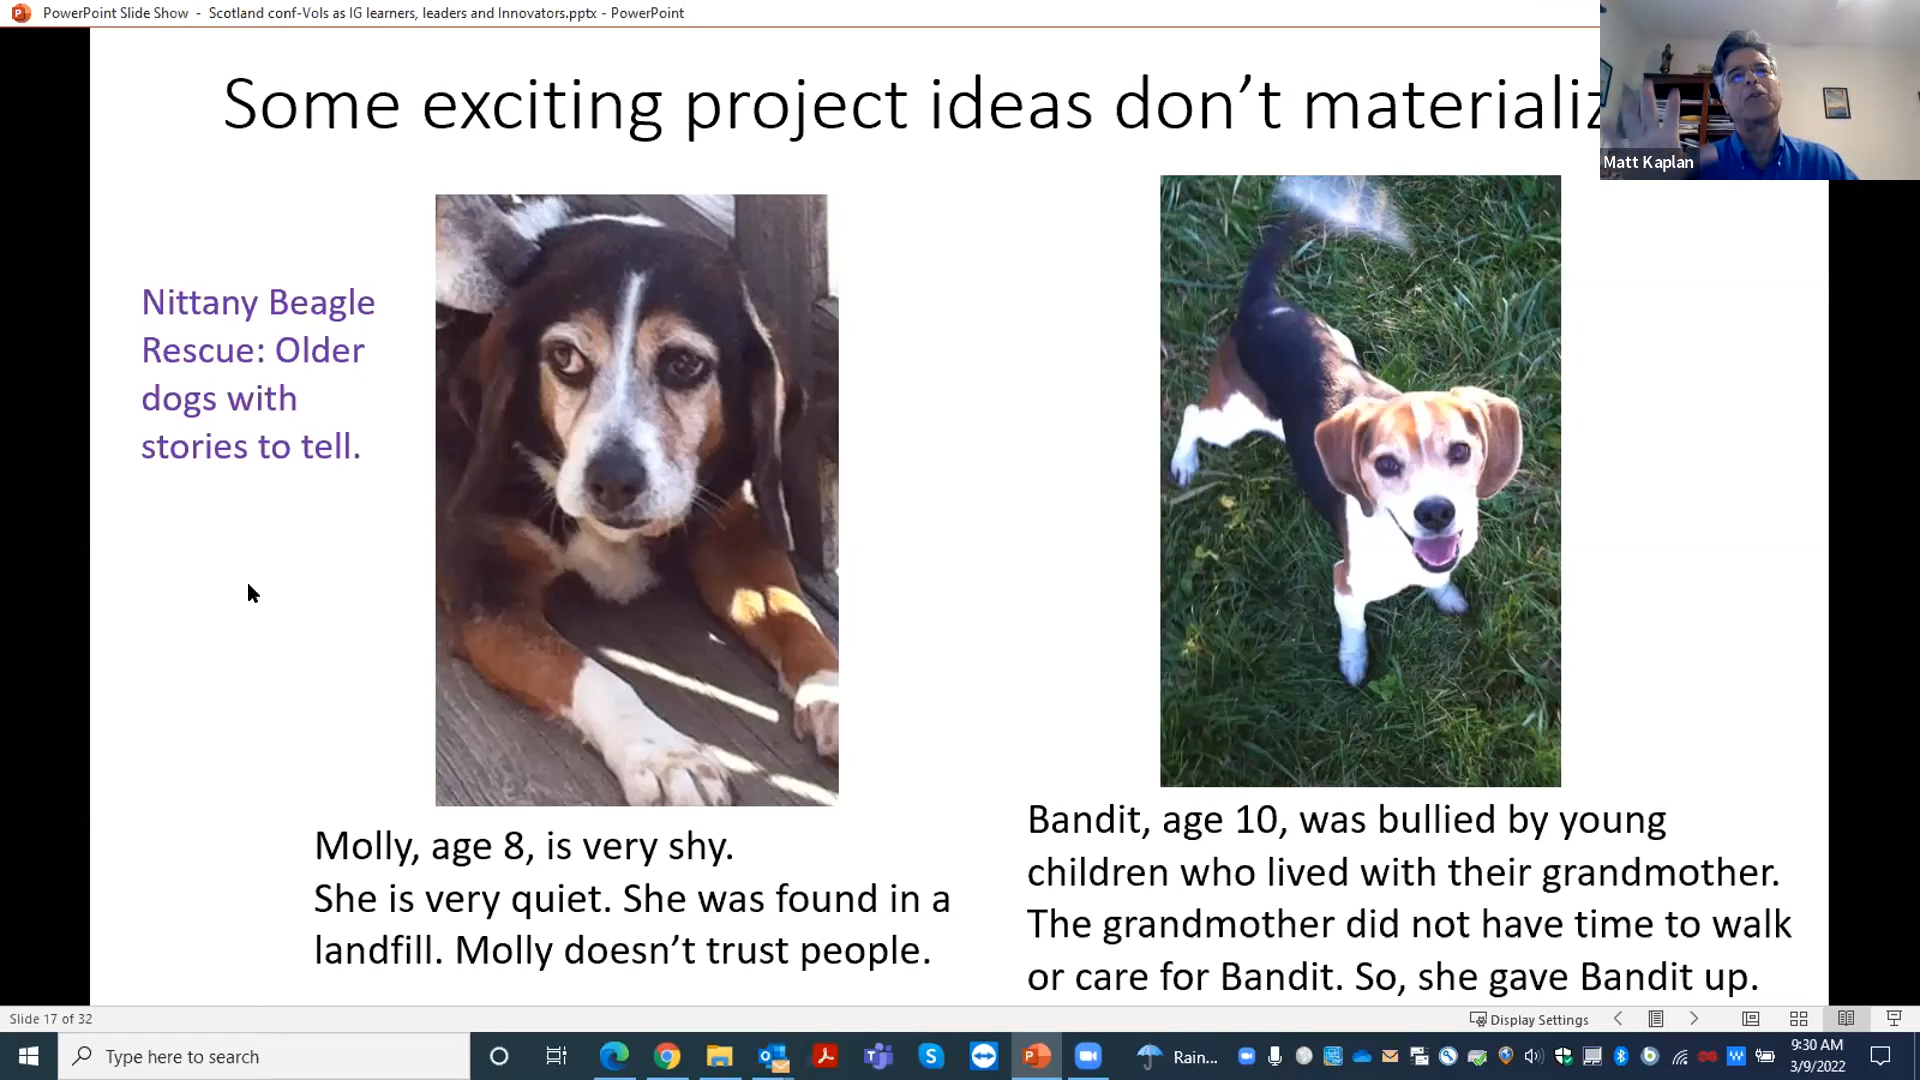 PowerPoint Slide Show - Scotland conf-Vols as IG learners, leaders and Innovators.pptx - PowerPoint
Some exciting project ideas don't materializ
Matt Kaplan
Nittany Beagle
Rescue: Older
dogs with
stories to tell.
Molly, age 8, is very shy.
She is very quiet. She was found in a
landfill. Molly doesn't trust people.
Bandit, age 10, was bullied by young
children who lived with their grandmother.
The grandmother did not have time to walk
or care for Bandit. So, she gave Bandit up.
Slide 17 of 32
Display Settings
Type here to search
Rain...
9:30 AM
3/9/2022